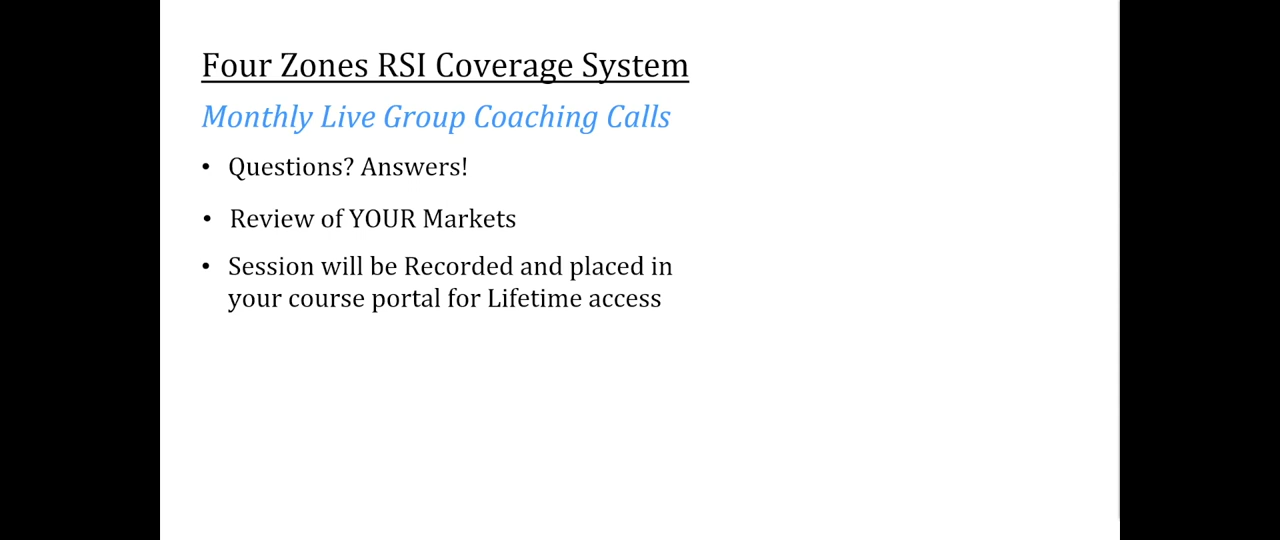 Four Zones RSI Coverage System
Monthly Live Group Coaching Calls
• Questions? Answers!
• Review of YOUR Markets
• Session will be Recorded and placed in
your course portal for Lifetime access